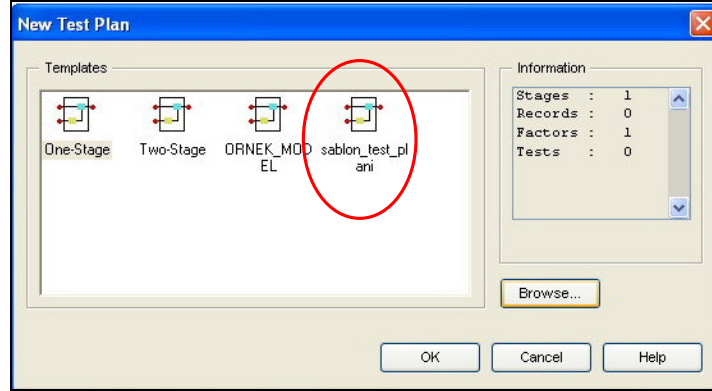 New Test Plan
Templates
One-Stage
Two-Stage
ORNEK_MOD
EL
sablon_test_pl
ani
Information
Stages : 1
Records : 0
Factors : 1
Tests : 0
Browse...
OK
Cancel
Help